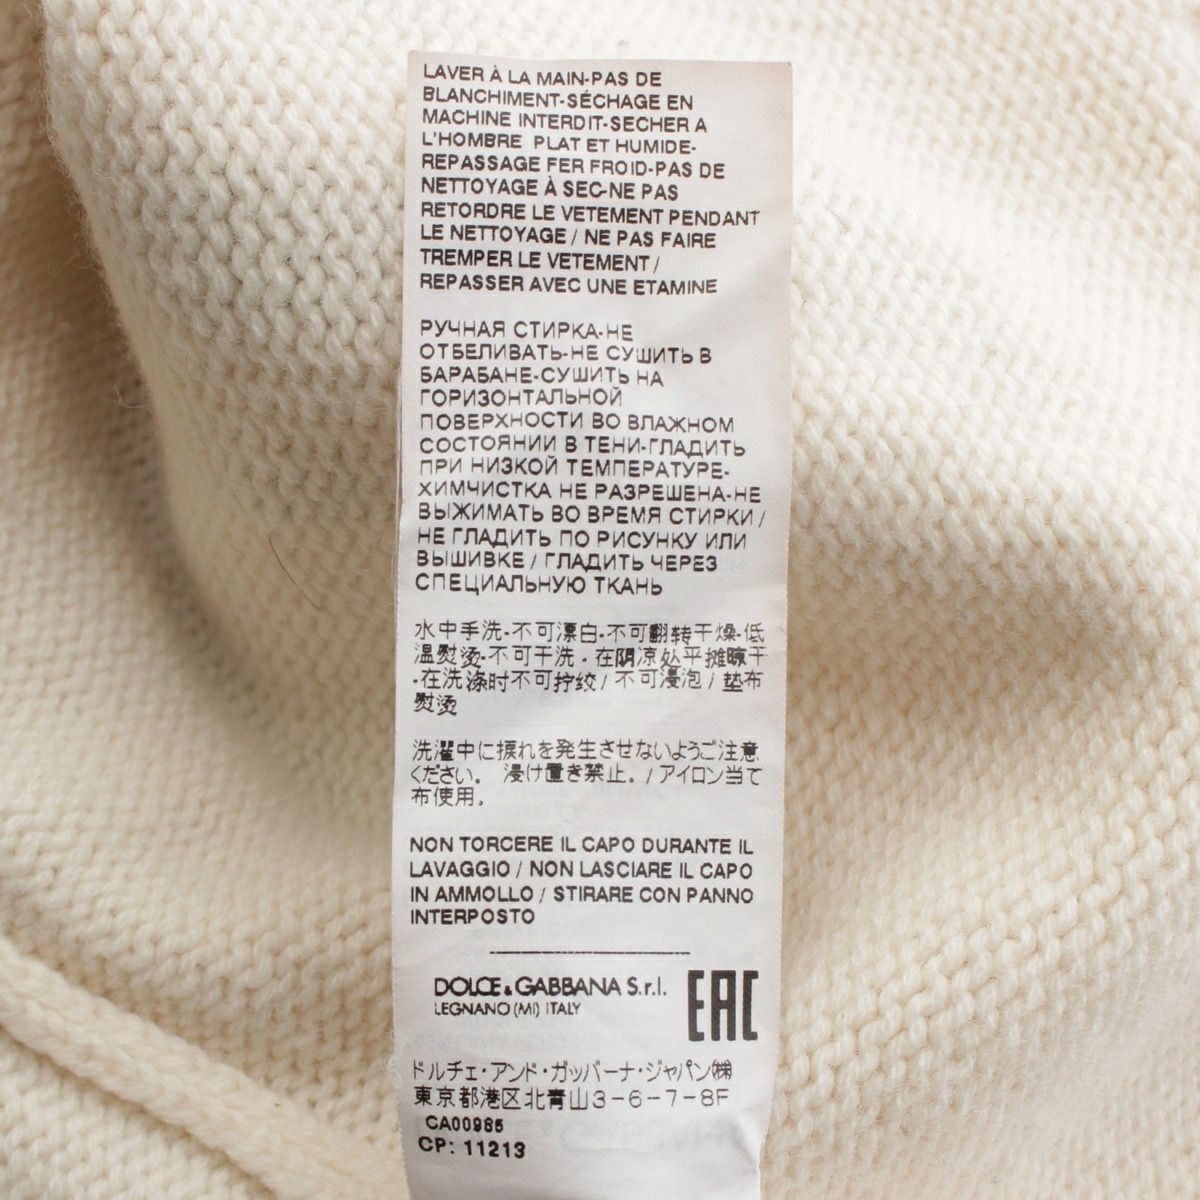 LAVER À LA MAIN-PAS DE
BLANCHIMENT-SÉCHAGE EN
MACHINE INTERDIT-SECHER A
L'HOMBRE PLAT ET HUMIDE-
REPASSAGE FER FROID-PAS DE
NETTOYAGE À SEC-NE PAS
RETORDRE LE VETEMENT PENDANT
LE NETTOYAGE / NE PAS FAIRE
TREMPER LE VETEMENT /
REPASSER AVEC UNE ETAMINE
РУЧНАЯ СТИРКА-НЕ
ОТБЕЛИВАТЬ-НЕ СУШИТЬ В
БАРАБАНЕ-СУШИТЬ НА
ГОРИЗОНТАЛЬНОЙ
ПОВЕРХНОСТИ ВО ВЛАЖНОМ
СОСТОЯНИИ В ТЕНИ-ГЛАДИТЬ
ПРИ НИЗКОЙ ТЕМПЕРАТУРЕ-
ХИМЧИСТКА НЕ РАЗРЕШЕНА-НЕ
ВЫЖИМАТЬ ВО ВРЕМЯ СТИРКИ /
НЕ ГЛАДИТЬ ПО РИСУНКУ ИЛИ
ВЫШИВКЕ / ГЛАДИТЬ ЧЕРЕЗ
СПЕЦИАЛЬНУЮ ТКАНЬ
水中手洗-不可漂白-不可翻转干燥-低
温熨烫-不可干洗-在阴凉处平摊晾干
-在洗涤时不可拧绞/不可浸泡/垫布
熨烫
洗濯中に捩れを発生させないようご注意
ください。 浸け置き禁止。/アイロン当て
布使用。
NON TORCERE IL CAPO DURANTE IL
LAVAGGIO / NON LASCIARE IL CAPO
IN AMMOLLO / STIRARE CON PANNO
INTERPOSTO
DOLCE & GABBANA S.r.l.
LEGNANO (MI) ITALY
EAC
ドルチェ・アンド・ガッバーナ・ジャパン㈱
東京都港区北青山3-6-7-8F
CA00965
CP: 11213